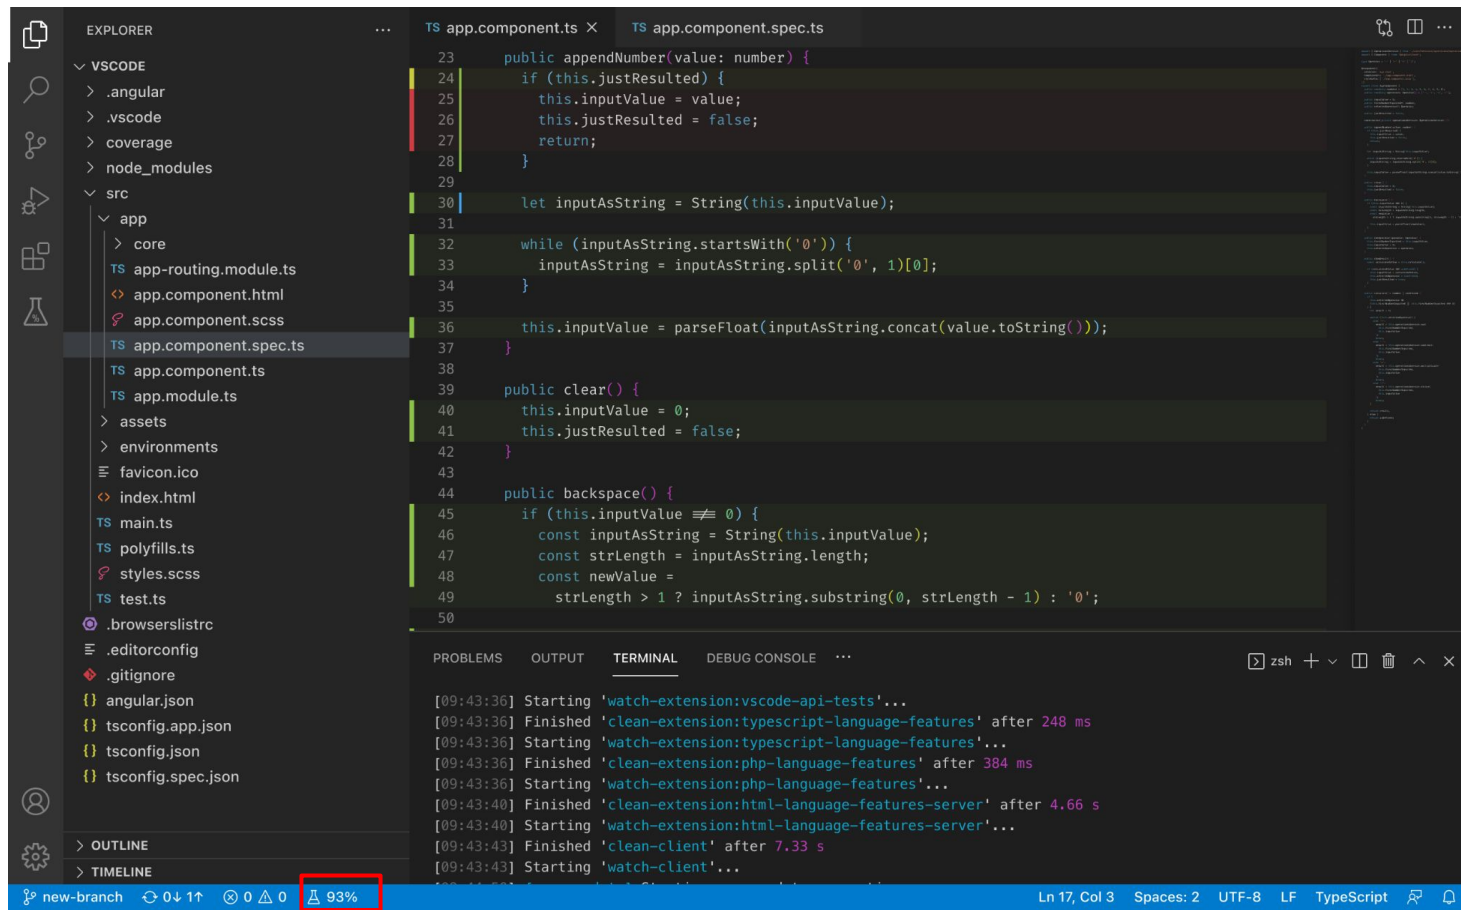 EXPLORER
VSCODE
.angular
.vscode
coverage
node_modules
src
app
core
TS app-routing.module.ts
<> app.component.html
app.component.scss
TS app.component.spec.ts
TS app.component.ts
TS app.module.ts
assets
environments
favicon.ico
<> index.html
TS main.ts
TS polyfills.ts
styles.scss
TS test.ts
.browserslistrc
.editorconfig
.gitignore
{} angular.json
{} tsconfig.app.json
{} tsconfig.json
{} tsconfig.spec.json
OUTLINE
TIMELINE
TS app.component.ts
TS app.component.spec.ts
23 public appendNumber(value: number) {
24 if (this.justResulted) {
25 this.inputValue = value;
26 this.justResulted = false;
27 return;
28 }
29
30 let inputAsString = String(this.inputValue);
31
32 while (inputAsString.startsWith('0')) {
33 inputAsString = inputAsString.split('0', 1)[0];
34 }
35
36 this.inputValue = parseFloat(inputAsString.concat(value.toString()));
37 }
38
39 public clear() {
40 this.inputValue = 0;
41 this.justResulted = false;
42 }
43
44 public backspace() {
45 if (this.inputValue !== 0) {
46 const inputAsString = String(this.inputValue);
47 const strLength = inputAsString.length;
48 const newValue =
49 strLength > 1 ? inputAsString.substring(0, strLength - 1) : '0';
50
PROBLEMS OUTPUT TERMINAL DEBUG CONSOLE ···
zsh
[09:43:36] Starting 'watch-extension:vscode-api-tests'...
[09:43:36] Finished 'clean-extension:typescript-language-features' after 248 ms
[09:43:36] Starting 'watch-extension:typescript-language-features'...
[09:43:36] Finished 'clean-extension:php-language-features' after 384 ms
[09:43:36] Starting 'watch-extension:php-language-features'...
[09:43:40] Finished 'clean-extension:html-language-features-server' after 4.66 s
[09:43:40] Starting 'watch-extension:html-language-features-server'...
[09:43:43] Finished 'clean-client' after 7.33 s
[09:43:43] Starting 'watch-client'...
new-branch 0↓ 1↑ 0 0 93% Ln 17, Col 3 Spaces: 2 UTF-8 LF TypeScript